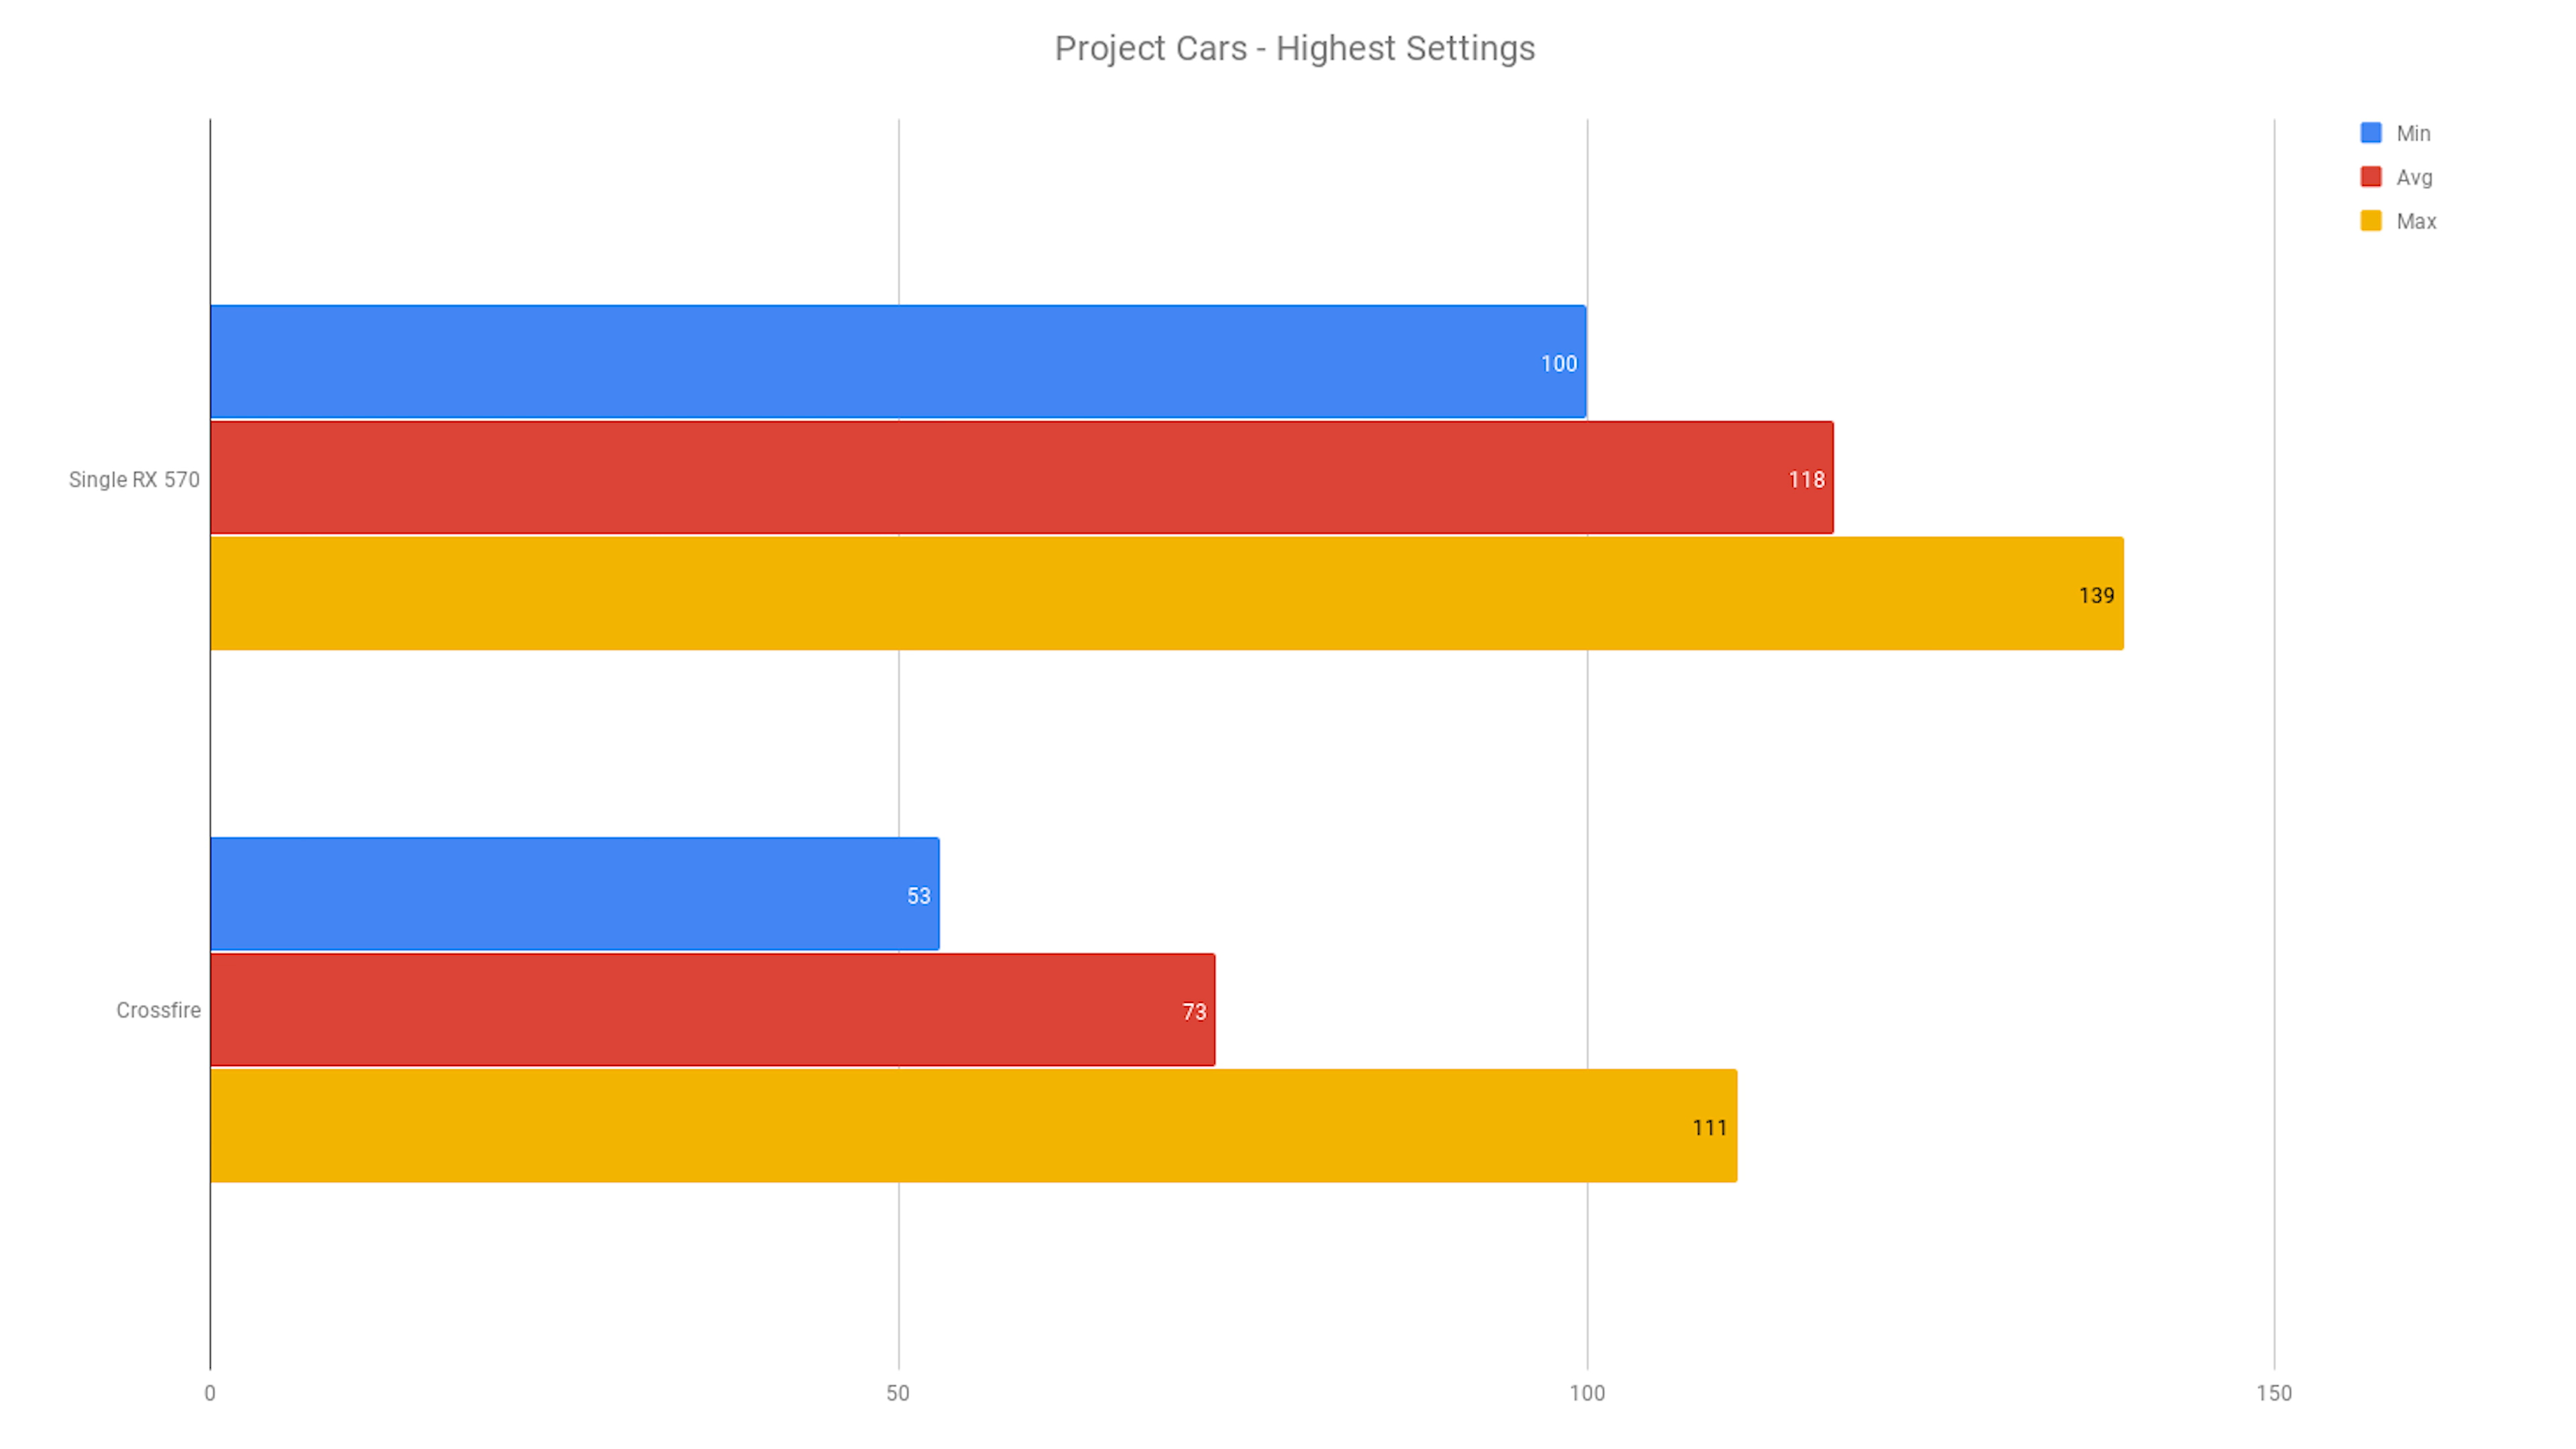 Project Cars - Highest Settings
Min
Avg
Max
100
Single RX 570
118
139
53
Crossfire
73
111
0
50
100
150